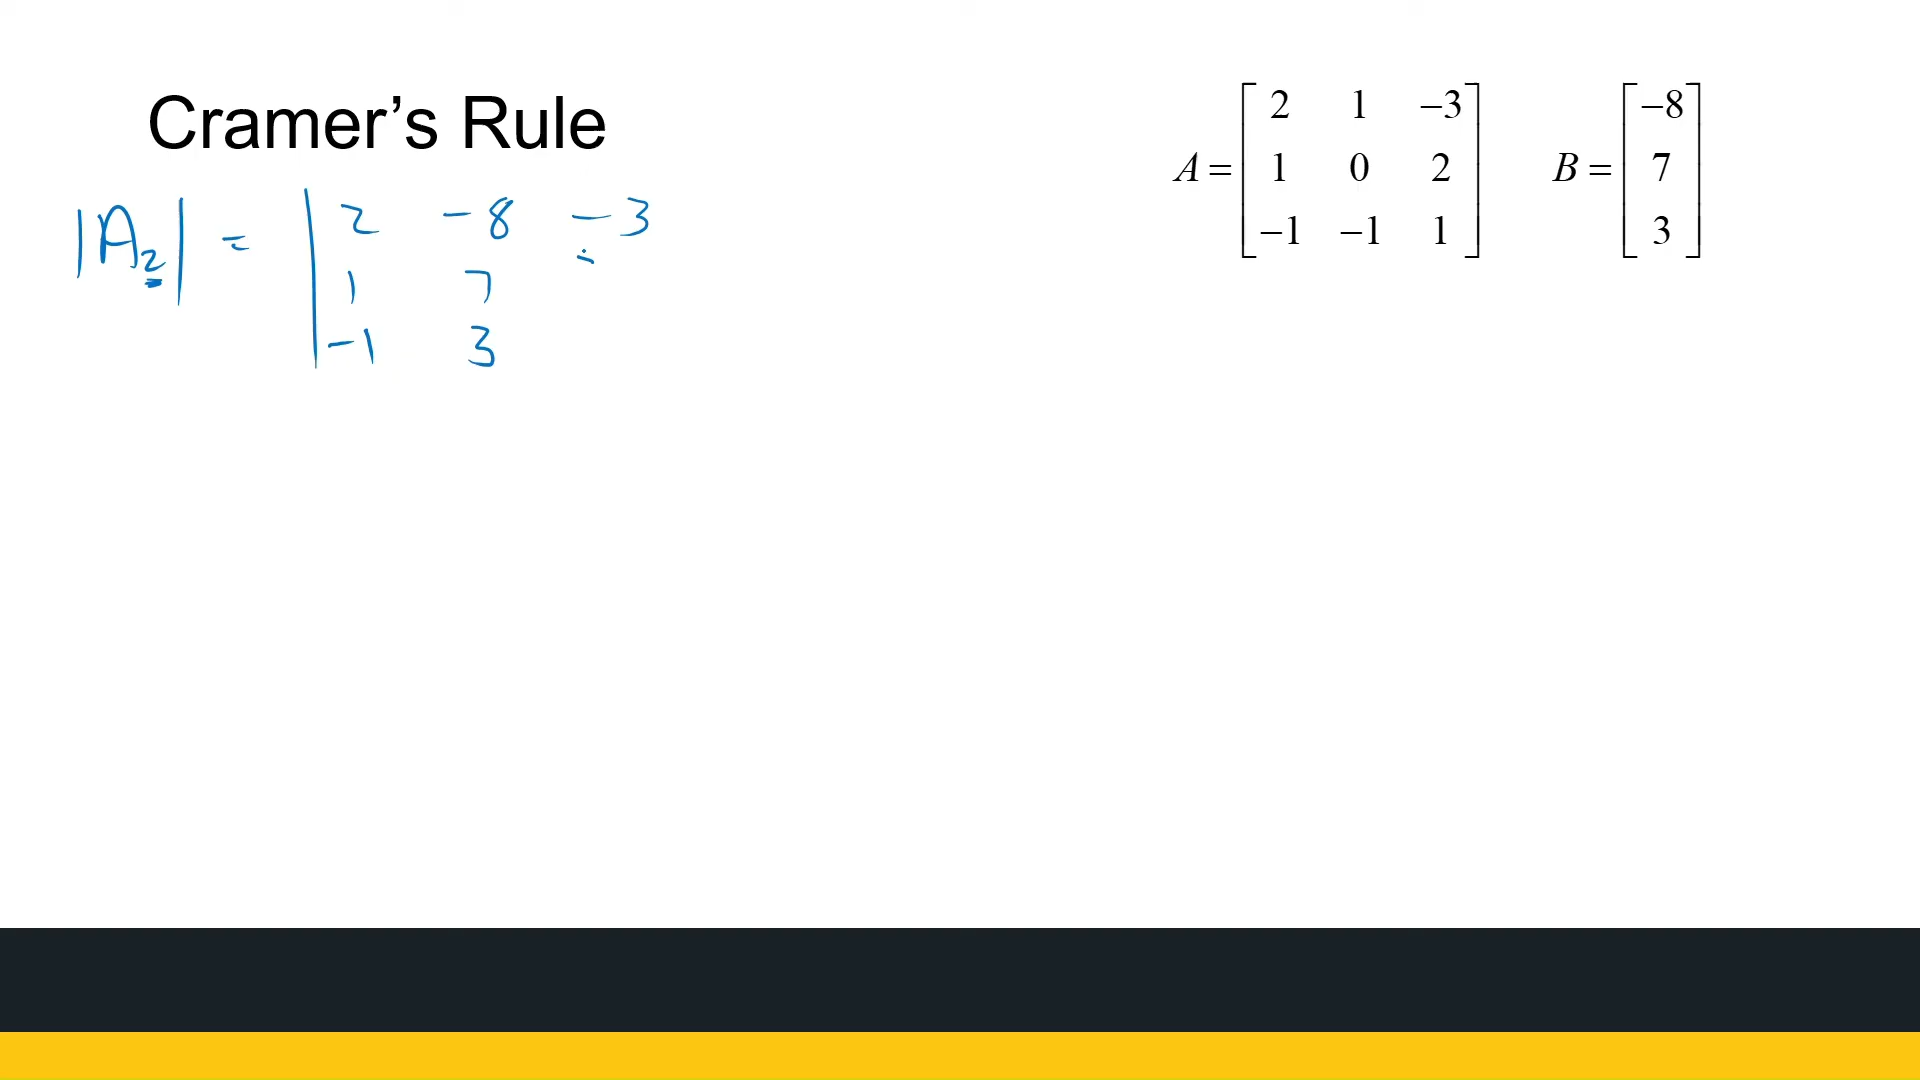 Cramer’s Rule
A = [ 2 1 −3
1 0 2
−1 −1 1 ]
B = [ −8
7
3 ]
|A₂| = | 2 -8 -3
1 7
-1 3